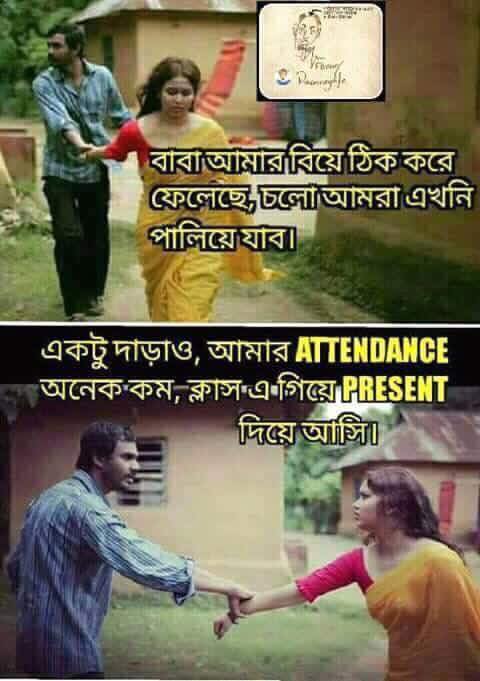 বাবা আমার বিয়ে ঠিক করে
ফেলেছে, চলো আমরা এখনি
পালিয়ে যাব।
একটু দাড়াও, আমার ATTENDANCE
অনেক কম, ক্লাস এ গিয়ে PRESENT
দিয়ে আসি।